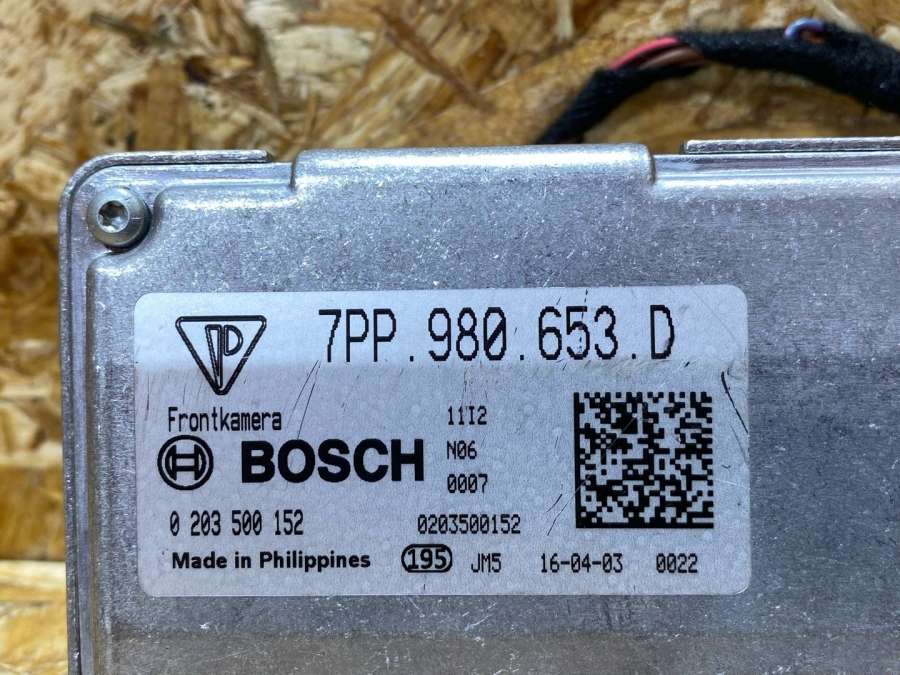 7PP.980.653.D
Frontkamera
11I2
BOSCH
N06
0007
0 203 500 152
0203500152
Made in Philippines
195
JM5
16-04-03
0022